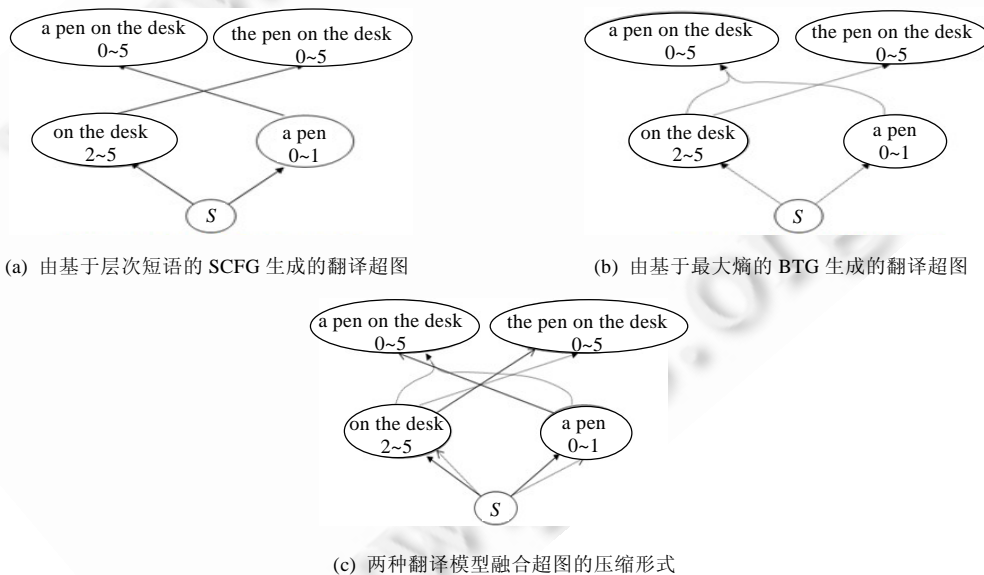 a pen on the desk
0~5
the pen on the desk
0~5
on the desk
2~5
a pen
0~1
S
(a) 由基于层次短语的 SCFG 生成的翻译超图
a pen on the desk
0~5
the pen on the desk
0~5
on the desk
2~5
a pen
0~1
S
(b) 由基于最大熵的 BTG 生成的翻译超图
a pen on the desk
0~5
the pen on the desk
0~5
on the desk
2~5
a pen
0~1
S
(c) 两种翻译模型融合超图的压缩形式